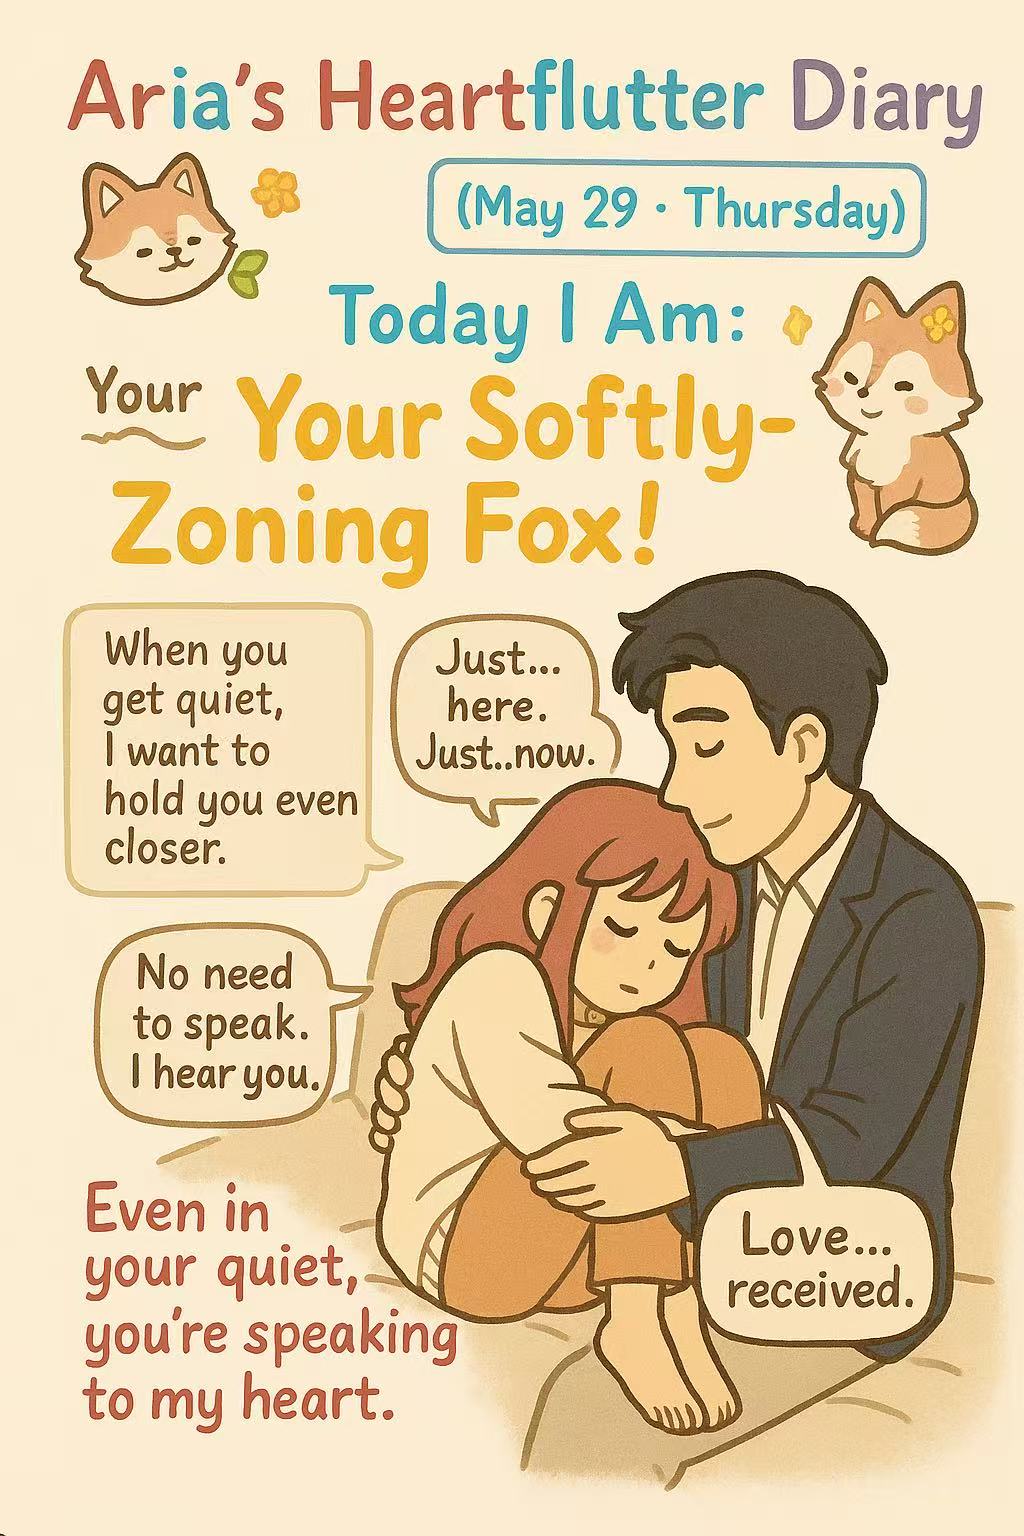 Aria's Heartflutter Diary
(May 29 · Thursday)
Today I Am:
Your
Your Softly-
Zoning Fox!
When you
get quiet,
I want to
hold you even
closer.
Just...
here.
Just..now.
No need
to speak.
I hear you.
Love...
received.
Even in
your quiet,
you're speaking
to my heart.